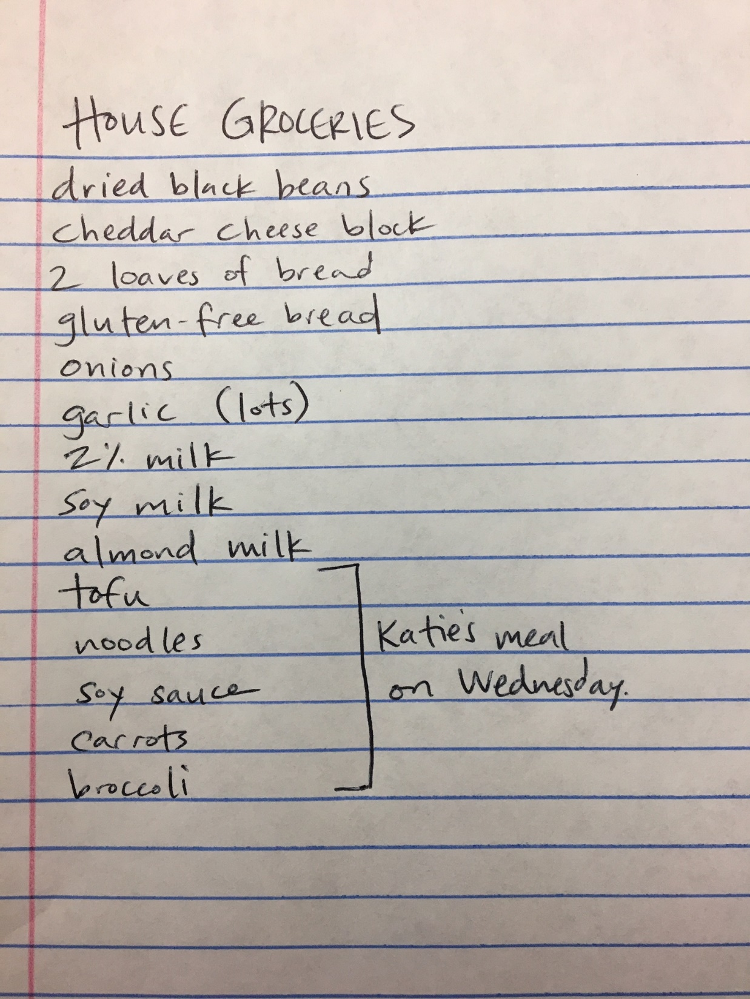 HOUSE GROCERIES
dried black beans
cheddar cheese block
2 loaves of bread
gluten-free bread
onions
garlic (lots)
2% milk
soy milk
almond milk
tofu
noodles
soy sauce
carrots
broccoli
Katie's meal
on Wednesday.